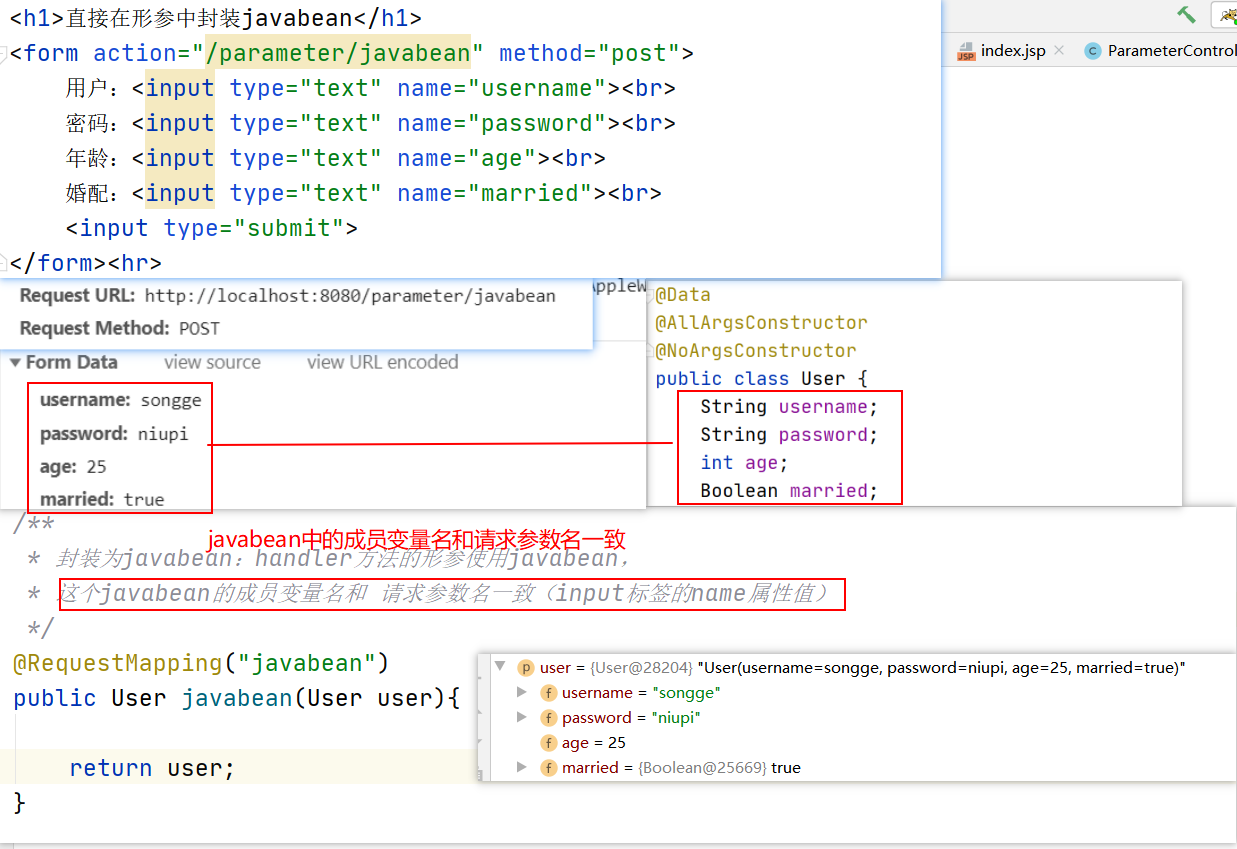 <h1>直接在形参中封装javabean</h1>
<form action="/parameter/javabean" method="post">
用户：<input type="text" name="username"><br>
密码：<input type="text" name="password"><br>
年龄：<input type="text" name="age"><br>
婚配：<input type="text" name="married"><br>
<input type="submit">
</form><hr>
index.jsp
ParameterControl
Request URL: http://localhost:8080/parameter/javabean
Request Method: POST
AppleW
Form Data view source view URL encoded
username: songge
password: niupi
age: 25
married: true
@Data
@AllArgsConstructor
@NoArgsConstructor
public class User {
String username;
String password;
int age;
Boolean married;
/**
javabean中的成员变量名和请求参数名一致
* 封装为javabean：handler方法的形参使用javabean，
* 这个javabean的成员变量名和 请求参数名一致（input标签的name属性值）
*/
@RequestMapping("javabean")
public User javabean(User user){
return user;
}
user = {User@28204} "User(username=songge, password=niupi, age=25, married=true)"
username = "songge"
password = "niupi"
age = 25
married = {Boolean@25669} true